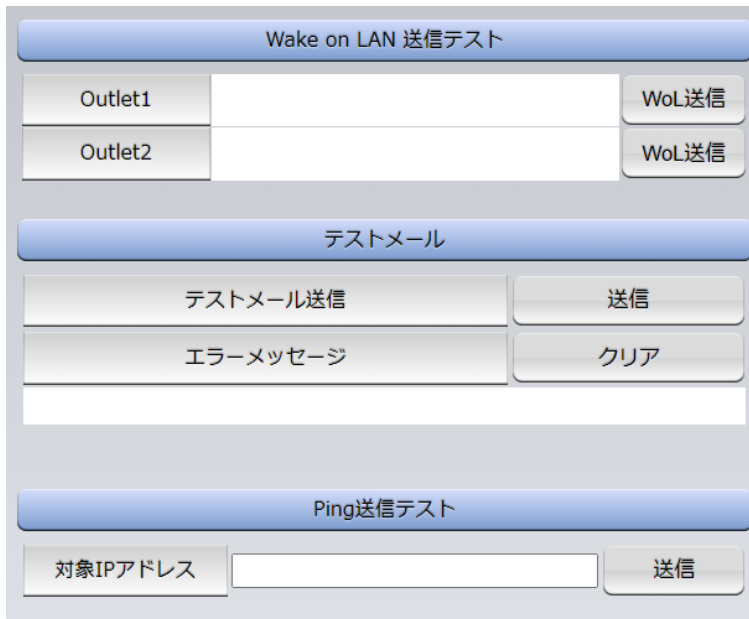 Wake on LAN 送信テスト
Outlet1 WoL送信
Outlet2 WoL送信
テストメール
テストメール送信 送信
エラーメッセージ クリア
Ping送信テスト
対象IPアドレス 送信